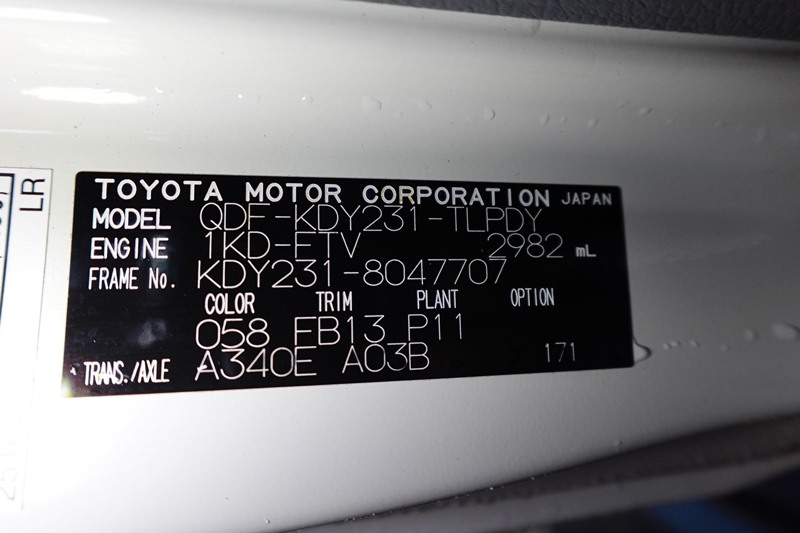 TOYOTA MOTOR CORPORATION JAPAN
MODEL QDF-KDY231-TLPDY
ENGINE 1KD-FTV 2982 mL
FRAME No. KDY231-8047707
COLOR TRIM PLANT OPTION
058 FB13 P11
TRANS./AXLE A340E A03B 171
LR